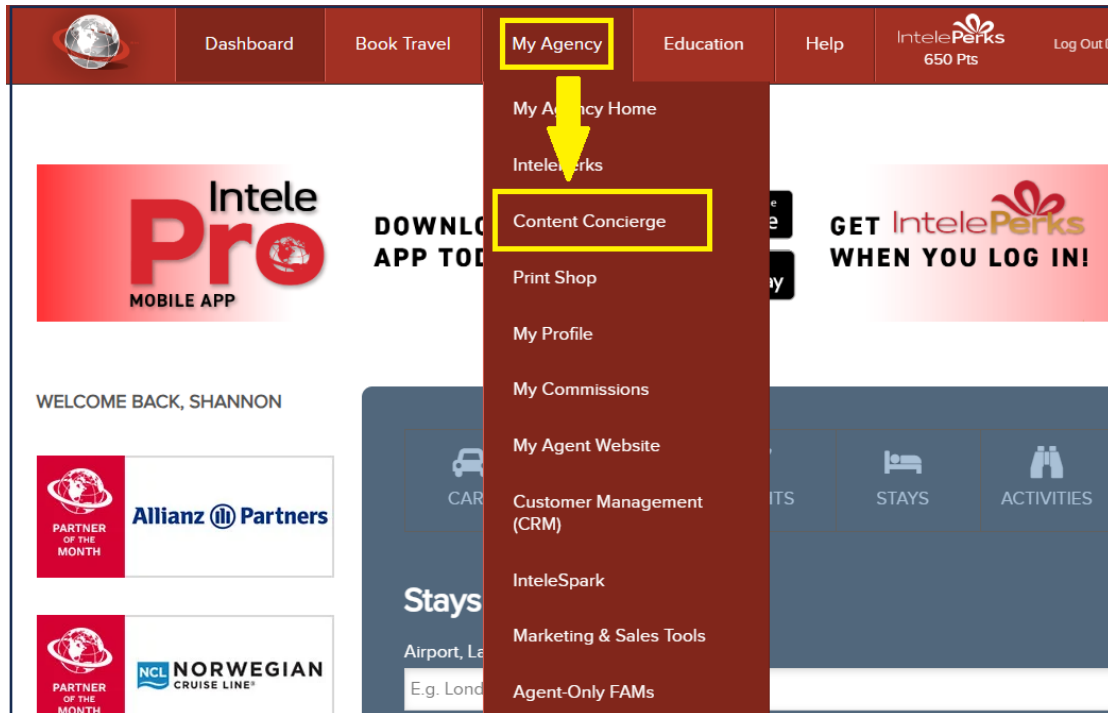 Dashboard
Book Travel
My Agency
Education
Help
IntelePerks
650 Pts
Log Out
My Agency Home
IntelePerks
Content Concierge
Print Shop
My Profile
My Commissions
My Agent Website
Customer Management
(CRM)
InteleSpark
Marketing & Sales Tools
Agent-Only FAMs
Intele
Pro
MOBILE APP
APP
GET IntelePerks
WHEN YOU LOG IN!
WELCOME BACK, SHANNON
PARTNER
OF THE
MONTH
Allianz Partners
PARTNER
OF THE
MONTH
NCL NORWEGIAN
CRUISE LINE®
STAYS
ACTIVITIES
Stays
Airport,
E.g.